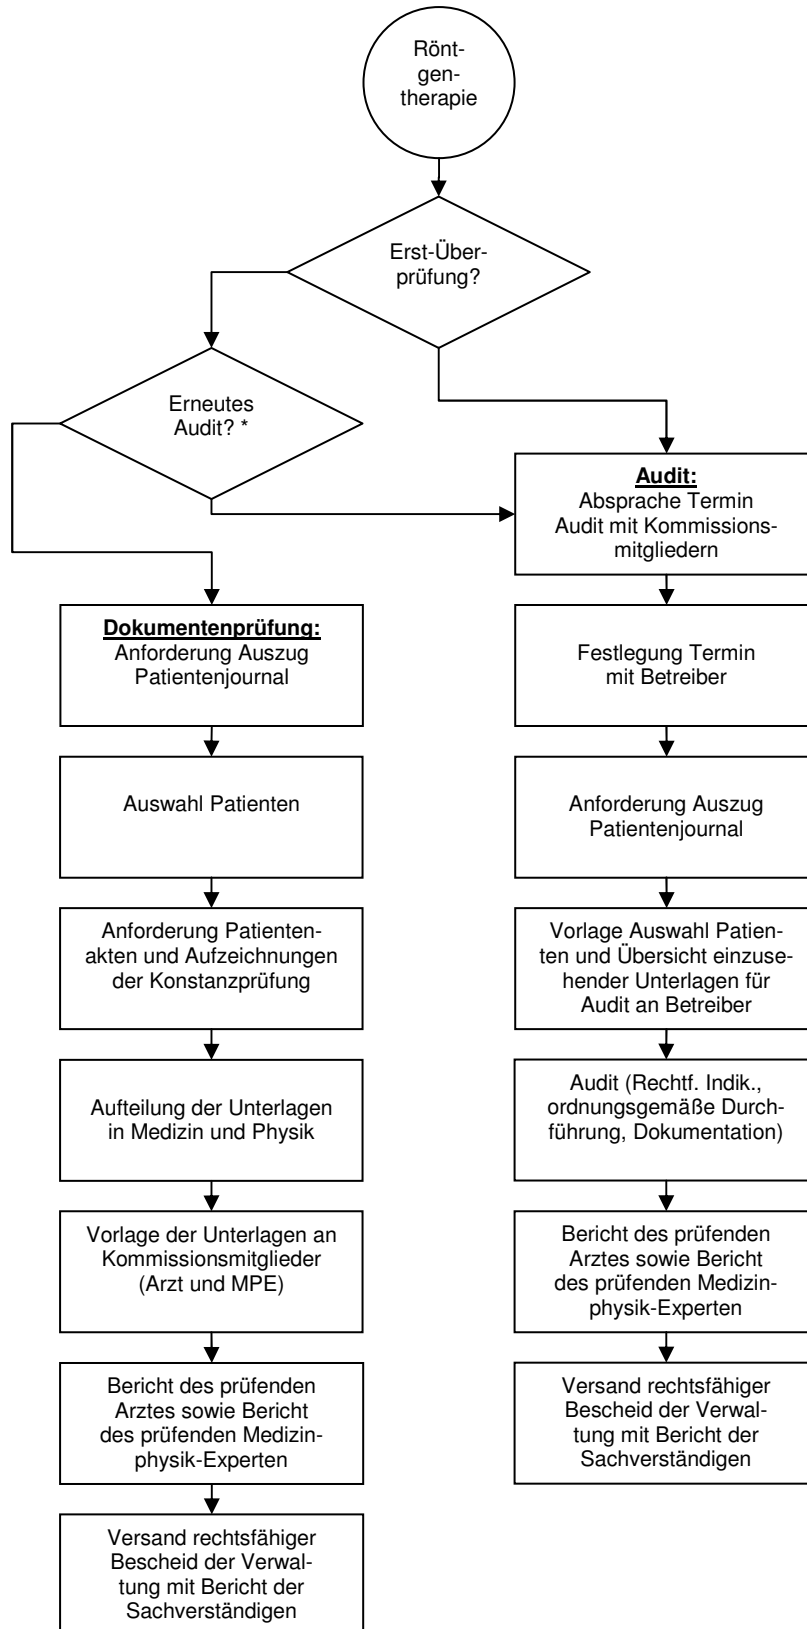 Rönt-
gen-
therapie
Erst-Über-
prüfung?
Erneutes
Audit? *
Audit:
Absprache Termin
Audit mit Kommissions-
mitgliedern
Dokumentenprüfung:
Anforderung Auszug
Patientenjournal
Festlegung Termin
mit Betreiber
Auswahl Patienten
Anforderung Auszug
Patientenjournal
Anforderung Patienten-
akten und Aufzeichnungen
der Konstanzprüfung
Vorlage Auswahl Patien-
ten und Übersicht einzuse-
hender Unterlagen für
Audit an Betreiber
Aufteilung der Unterlagen
in Medizin und Physik
Audit (Rechtf. Indik.,
ordnungsgemäße Durch-
führung, Dokumentation)
Vorlage der Unterlagen an
Kommissionsmitglieder
(Arzt und MPE)
Bericht des prüfenden
Arztes sowie Bericht
des prüfenden Medizin-
physik-Experten
Bericht des prüfenden
Arztes sowie Bericht
des prüfenden Medizin-
physik-Experten
Versand rechtsfähiger
Bescheid der Verwal-
tung mit Bericht der
Sachverständigen
Versand rechtsfähiger
Bescheid der Verwal-
tung mit Bericht der
Sachverständigen